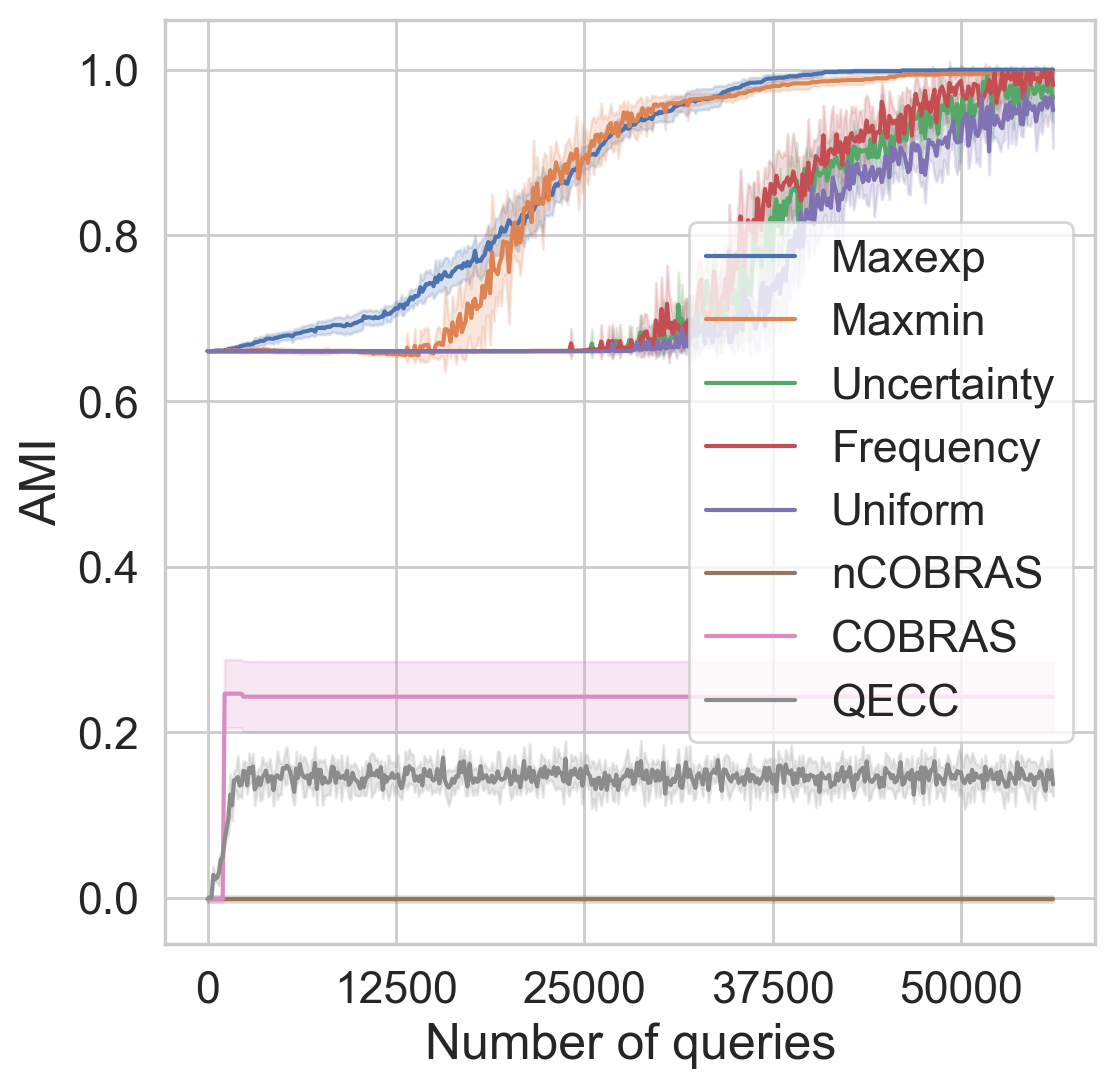 1.0
0.8
0.6
0.4
0.2
0.0
AMI
Maxexp
Maxmin
Uncertainty
Frequency
Uniform
nCOBRAS
COBRAS
QECC
0 12500 25000 37500 50000
Number of queries